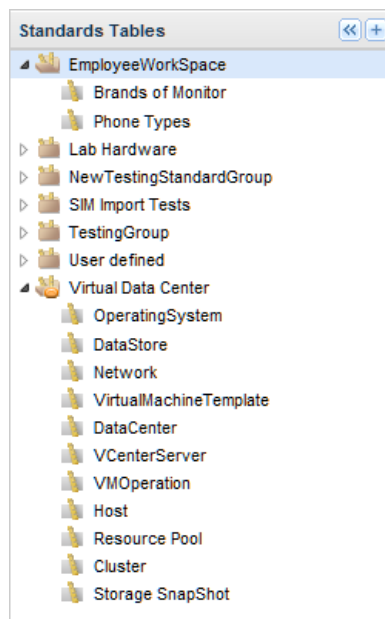 Standards Tables
EmployeeWorkSpace
Brands of Monitor
Phone Types
Lab Hardware
NewTestingStandardGroup
SIM Import Tests
TestingGroup
User defined
Virtual Data Center
OperatingSystem
DataStore
Network
VirtualMachineTemplate
DataCenter
VCenterServer
VMOperation
Host
Resource Pool
Cluster
Storage SnapShot